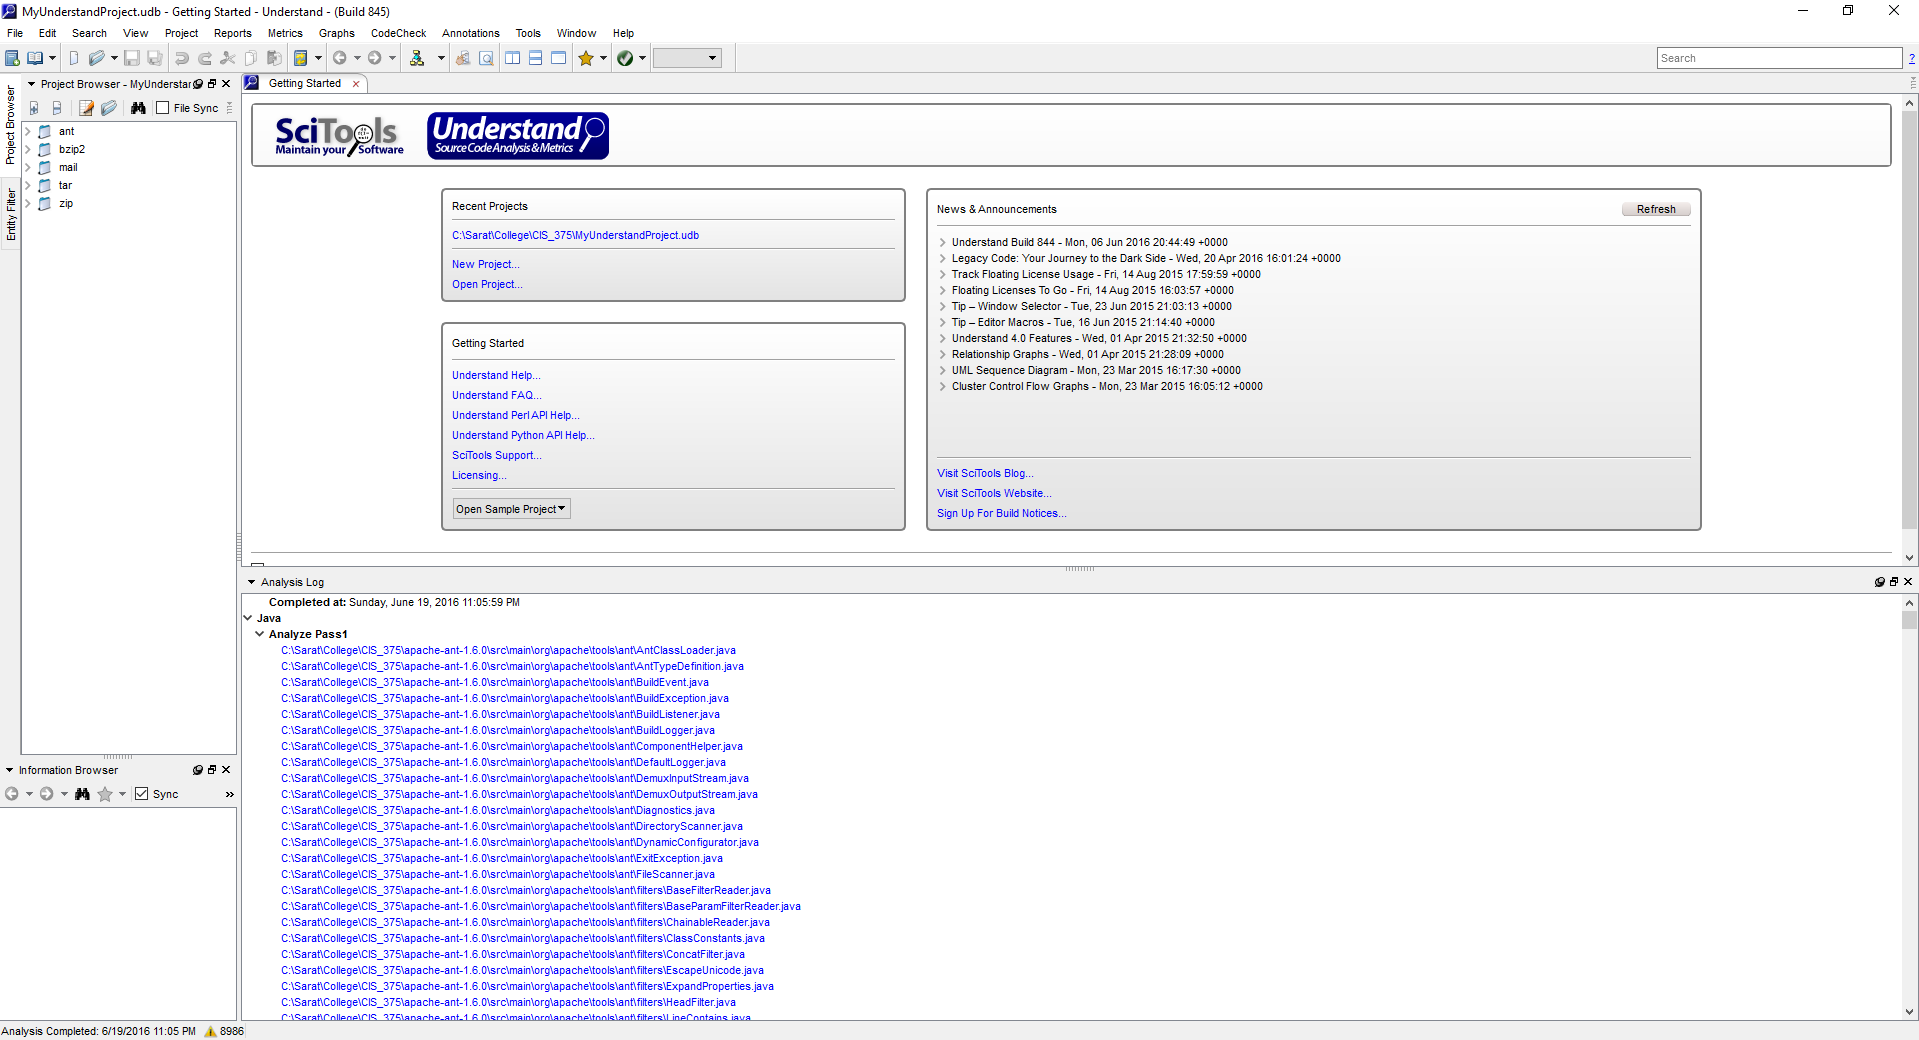 MyUnderstandProject.udb - Getting Started - Understand - (Build 845)
File Edit Search View Project Reports Metrics Graphs CodeCheck Annotations Tools Window Help
Search
?
Project Browser - MyUnderstar
Getting Started
File Sync
Project Browser
Entity Filter
ant
bzip2
mail
tar
zip
SciTools
Maintain your Software
Understand
Source Code Analysis & Metrics
Recent Projects
C:\Sarat\College\CIS_375\MyUnderstandProject.udb
New Project...
Open Project...
Getting Started
Understand Help...
Understand FAQ...
Understand Perl API Help...
Understand Python API Help...
SciTools Support...
Licensing...
Open Sample Project
News & Announcements
Refresh
Understand Build 844 - Mon, 06 Jun 2016 20:44:49 +0000
Legacy Code: Your Journey to the Dark Side - Wed, 20 Apr 2016 16:01:24 +0000
Track Floating License Usage - Fri, 14 Aug 2015 17:59:59 +0000
Floating Licenses To Go - Fri, 14 Aug 2015 16:03:57 +0000
Tip – Window Selector - Tue, 23 Jun 2015 21:03:13 +0000
Tip – Editor Macros - Tue, 16 Jun 2015 21:14:40 +0000
Understand 4.0 Features - Wed, 01 Apr 2015 21:32:50 +0000
Relationship Graphs - Wed, 01 Apr 2015 21:28:09 +0000
UML Sequence Diagram - Mon, 23 Mar 2015 16:17:30 +0000
Cluster Control Flow Graphs - Mon, 23 Mar 2015 16:05:12 +0000
Visit SciTools Blog...
Visit SciTools Website...
Sign Up For Build Notices...
Analysis Log
Completed at: Sunday, June 19, 2016 11:05:59 PM
Java
Analyze Pass1
C:\Sarat\College\CIS_375\apache-ant-1.6.0\src\main\org\apache\tools\ant\AntClassLoader.java
C:\Sarat\College\CIS_375\apache-ant-1.6.0\src\main\org\apache\tools\ant\AntTypeDefinition.java
C:\Sarat\College\CIS_375\apache-ant-1.6.0\src\main\org\apache\tools\ant\BuildEvent.java
C:\Sarat\College\CIS_375\apache-ant-1.6.0\src\main\org\apache\tools\ant\BuildException.java
C:\Sarat\College\CIS_375\apache-ant-1.6.0\src\main\org\apache\tools\ant\BuildListener.java
C:\Sarat\College\CIS_375\apache-ant-1.6.0\src\main\org\apache\tools\ant\BuildLogger.java
C:\Sarat\College\CIS_375\apache-ant-1.6.0\src\main\org\apache\tools\ant\ComponentHelper.java
C:\Sarat\College\CIS_375\apache-ant-1.6.0\src\main\org\apache\tools\ant\DefaultLogger.java
C:\Sarat\College\CIS_375\apache-ant-1.6.0\src\main\org\apache\tools\ant\DemuxInputStream.java
C:\Sarat\College\CIS_375\apache-ant-1.6.0\src\main\org\apache\tools\ant\DemuxOutputStream.java
C:\Sarat\College\CIS_375\apache-ant-1.6.0\src\main\org\apache\tools\ant\Diagnostics.java
C:\Sarat\College\CIS_375\apache-ant-1.6.0\src\main\org\apache\tools\ant\DirectoryScanner.java
C:\Sarat\College\CIS_375\apache-ant-1.6.0\src\main\org\apache\tools\ant\DynamicConfigurator.java
C:\Sarat\College\CIS_375\apache-ant-1.6.0\src\main\org\apache\tools\ant\ExitException.java
C:\Sarat\College\CIS_375\apache-ant-1.6.0\src\main\org\apache\tools\ant\FileScanner.java
C:\Sarat\College\CIS_375\apache-ant-1.6.0\src\main\org\apache\tools\ant\filters\BaseFilterReader.java
C:\Sarat\College\CIS_375\apache-ant-1.6.0\src\main\org\apache\tools\ant\filters\BaseParamFilterReader.java
C:\Sarat\College\CIS_375\apache-ant-1.6.0\src\main\org\apache\tools\ant\filters\ChainableReader.java
C:\Sarat\College\CIS_375\apache-ant-1.6.0\src\main\org\apache\tools\ant\filters\ClassConstants.java
C:\Sarat\College\CIS_375\apache-ant-1.6.0\src\main\org\apache\tools\ant\filters\ConcatFilter.java
C:\Sarat\College\CIS_375\apache-ant-1.6.0\src\main\org\apache\tools\ant\filters\EscapeUnicode.java
C:\Sarat\College\CIS_375\apache-ant-1.6.0\src\main\org\apache\tools\ant\filters\ExpandProperties.java
C:\Sarat\College\CIS_375\apache-ant-1.6.0\src\main\org\apache\tools\ant\filters\HeadFilter.java
C:\Sarat\College\CIS_375\apache-ant-1.6.0\src\main\org\apache\tools\ant\filters\LineContains.java
Information Browser
Sync
»
Analysis Completed: 6/19/2016 11:05 PM 8986